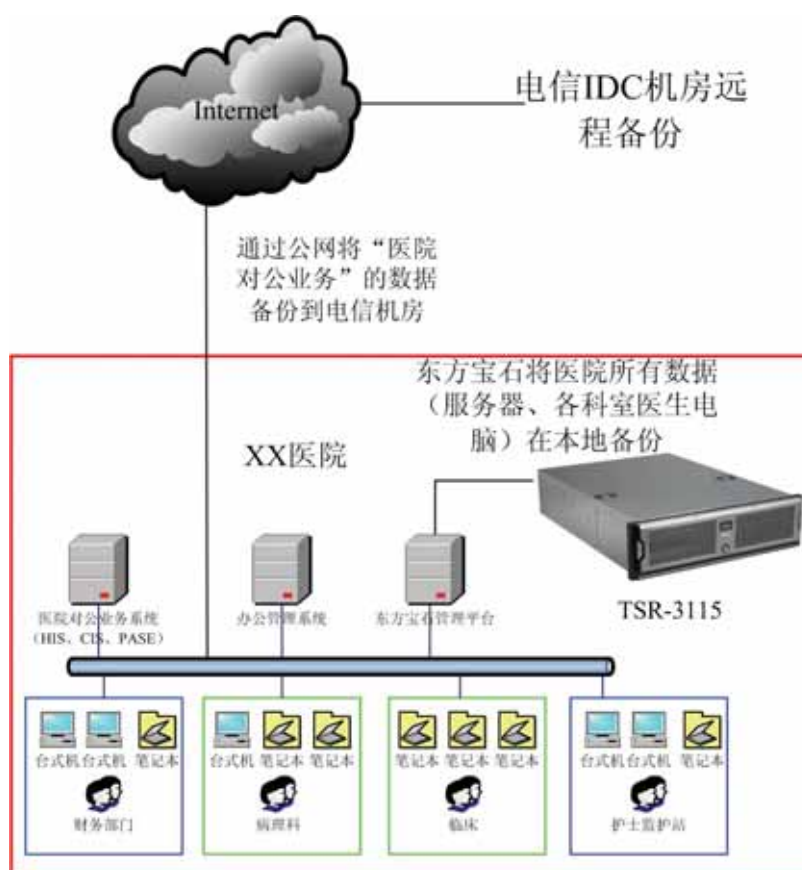 Internet
电信IDC机房远
程备份
通过公网将“医院
对公业务”的数据
备份到电信机房
东方宝石将医院所有数据
（服务器、各科室医生电
脑）在本地备份
XX医院
TSR-3115
医院对公业务系统
（HIS、CIS、PASE）
办公管理系统
东方宝石管理平台
台式机 台式机 笔记本
财务部门
台式机 笔记本 笔记本
病理科
笔记本 笔记本 笔记本
临床
台式机 台式机 笔记本
护士监护站